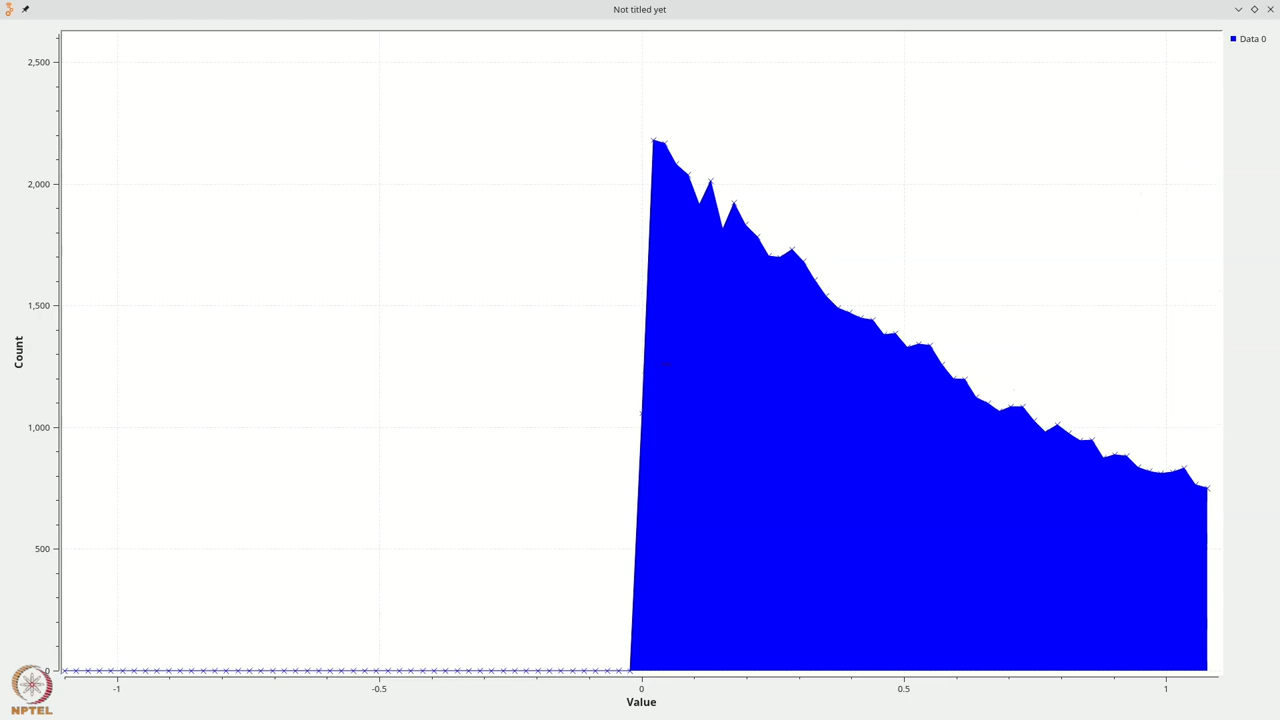 Not titled yet
Data 0
2,500
2,000
1,500
1,000
500
0
Count
-1
-0.5
0
0.5
1
Value
NPTEL